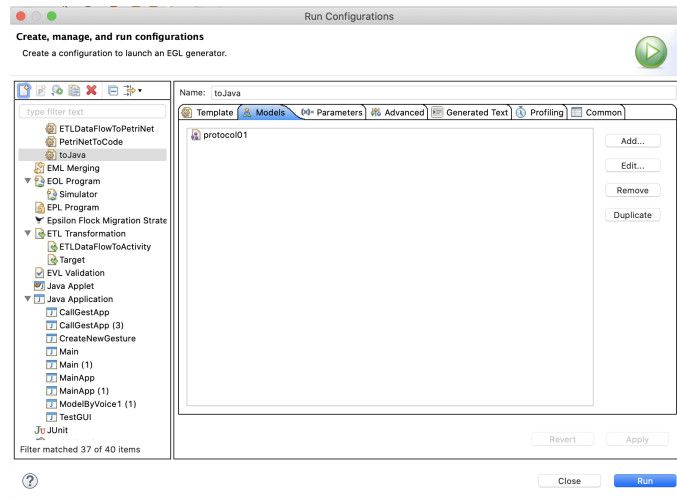 Run Configurations
Create, manage, and run configurations
Create a configuration to launch an EGL generator.
type filter text
ETLDataFlowToPetriNet
PetriNetToCode
toJava
EML Merging
EOL Program
Simulator
EPL Program
Epsilon Flock Migration Strate
ETL Transformation
ETLDataFlowToActivity
Target
EVL Validation
Java Applet
Java Application
CallGestApp
CallGestApp (3)
CreateNewGesture
Main
Main (1)
MainApp
MainApp (1)
ModelByVoice1 (1)
TestGUI
JUnit
Filter matched 37 of 40 items
Name: toJava
Template Models Parameters Advanced Generated Text Profiling Common
protocol01
Add...
Edit...
Remove
Duplicate
Revert Apply
Close Run